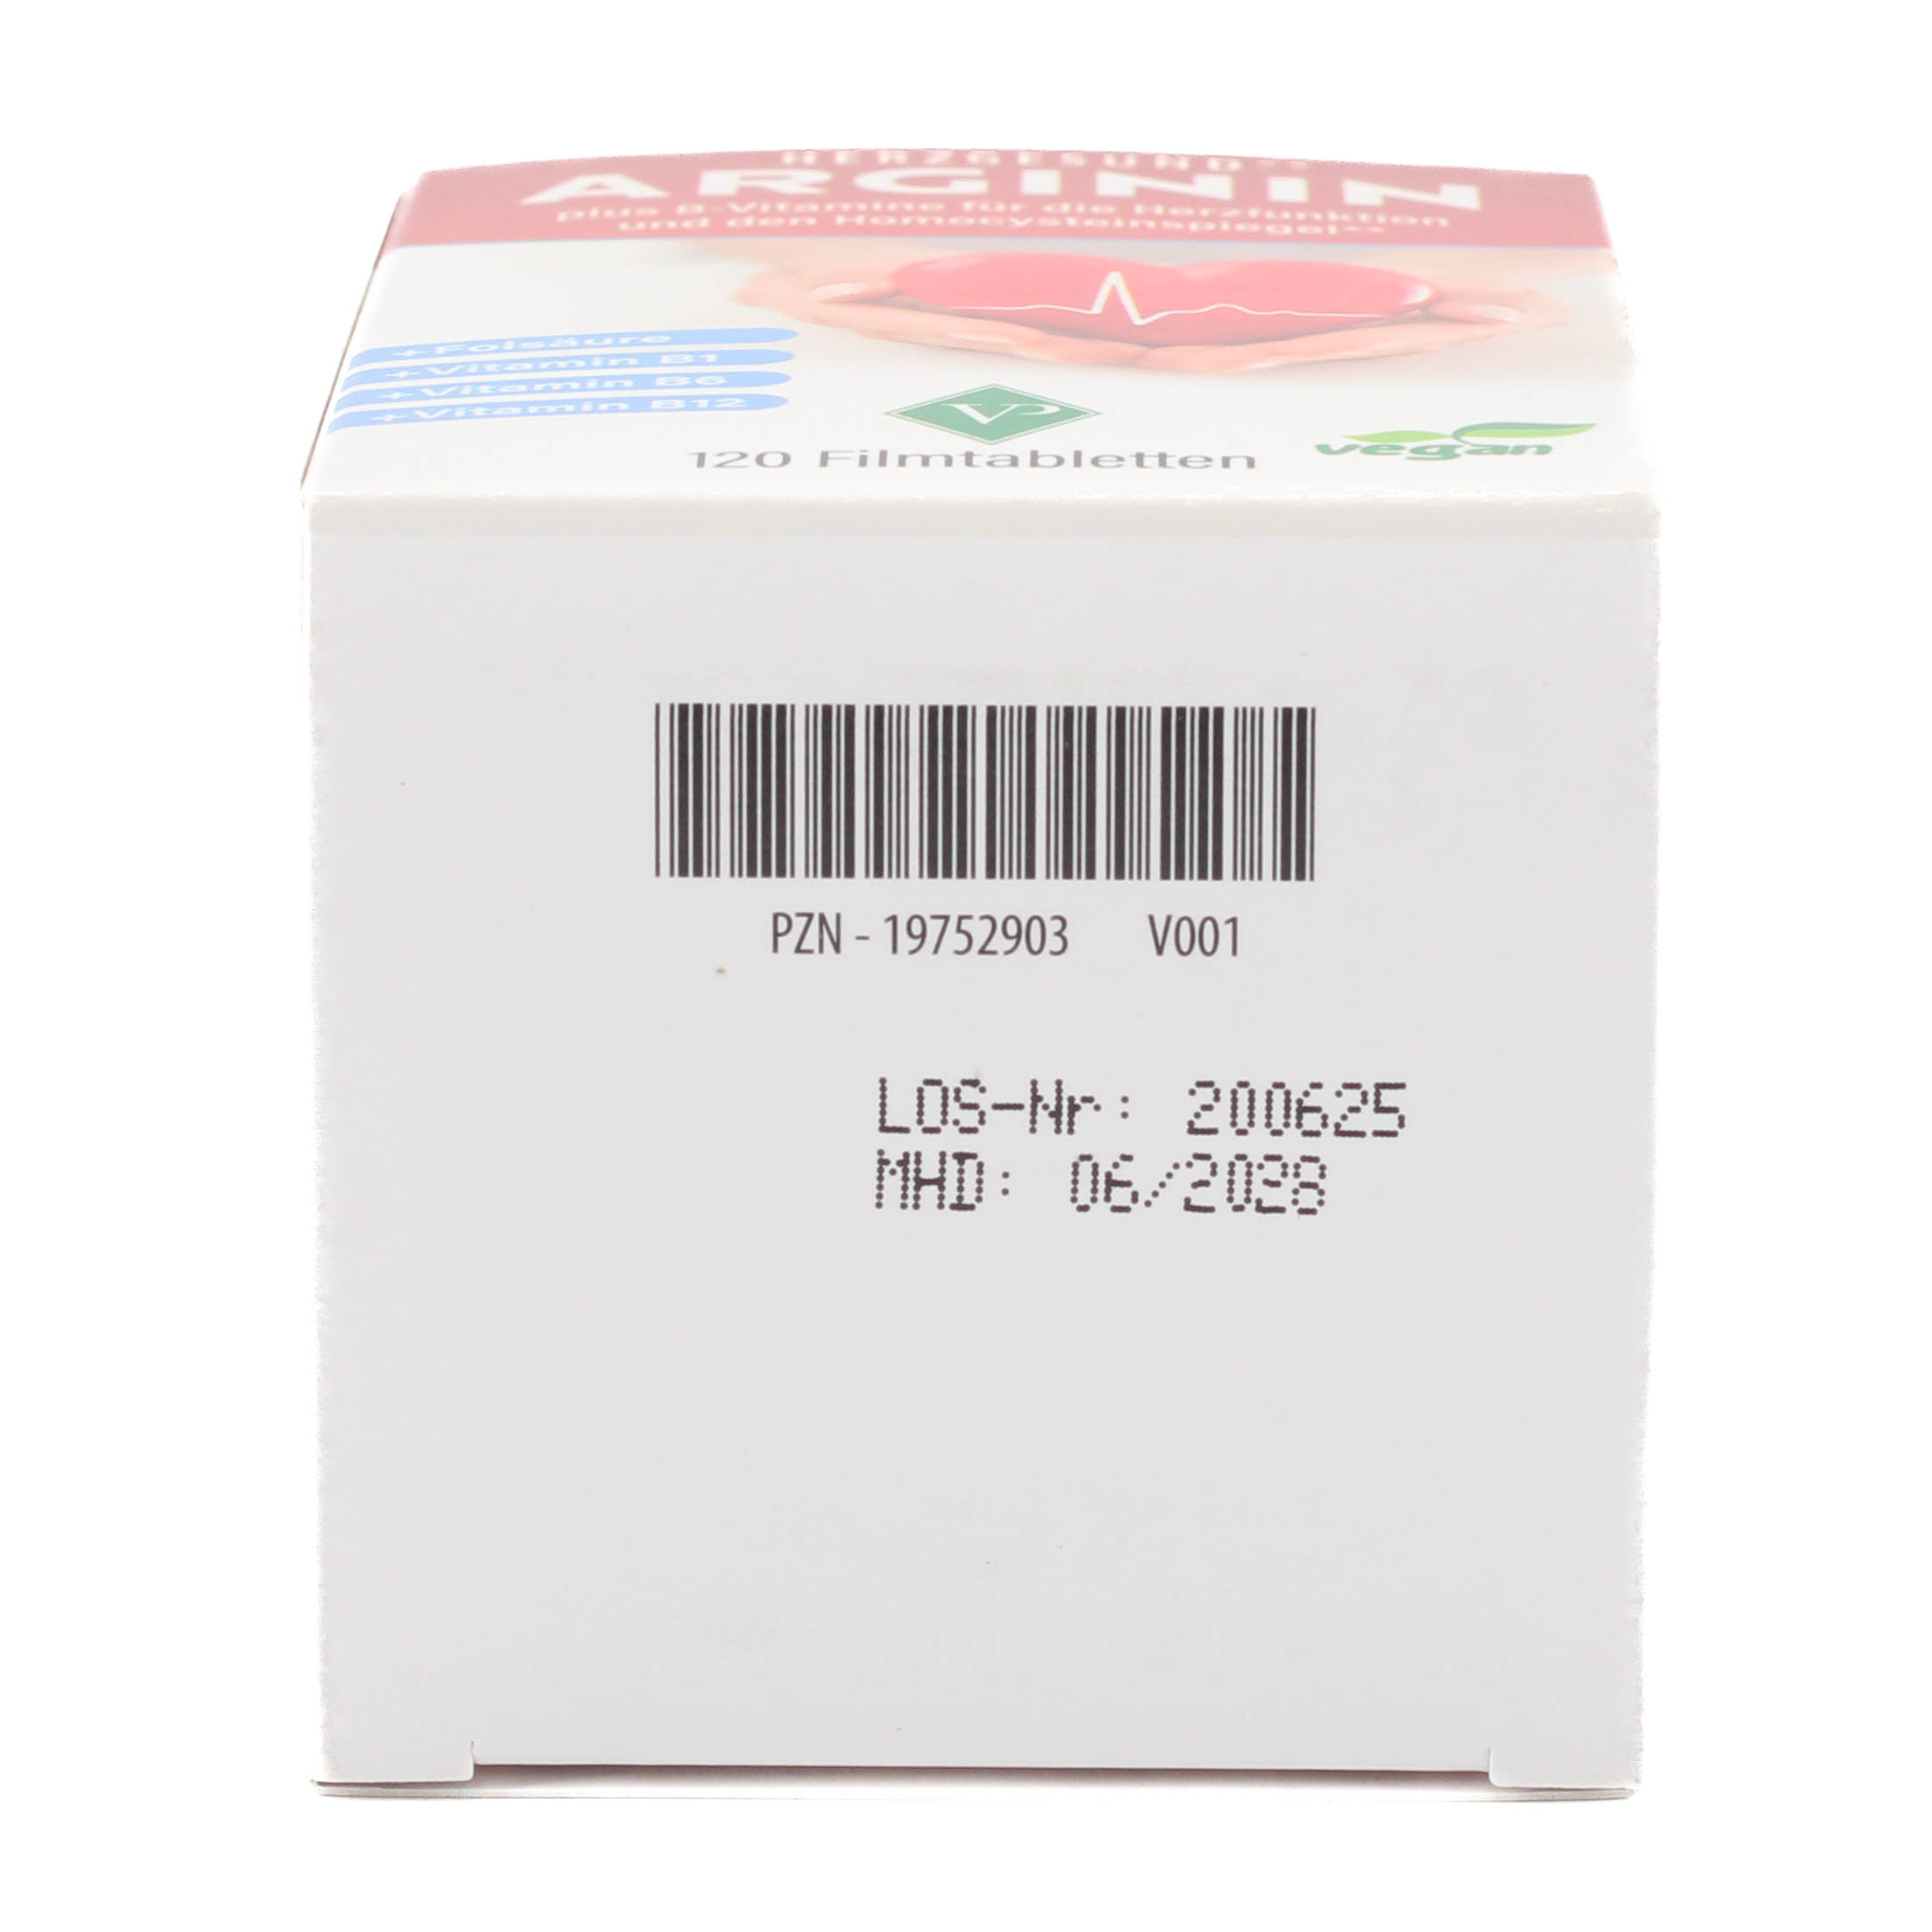 HERZGESUND**
ARGININ
plus B-Vitamine für die Herzfunktion
und den Homocysteinspiegel**
+Folsäure
+Vitamin B1
+Vitamin B6
+Vitamin B12
VP
120 Filmtabletten
vegan
PZN - 19752903 V001
LOS-Nr: 200625
MHD: 06/2028